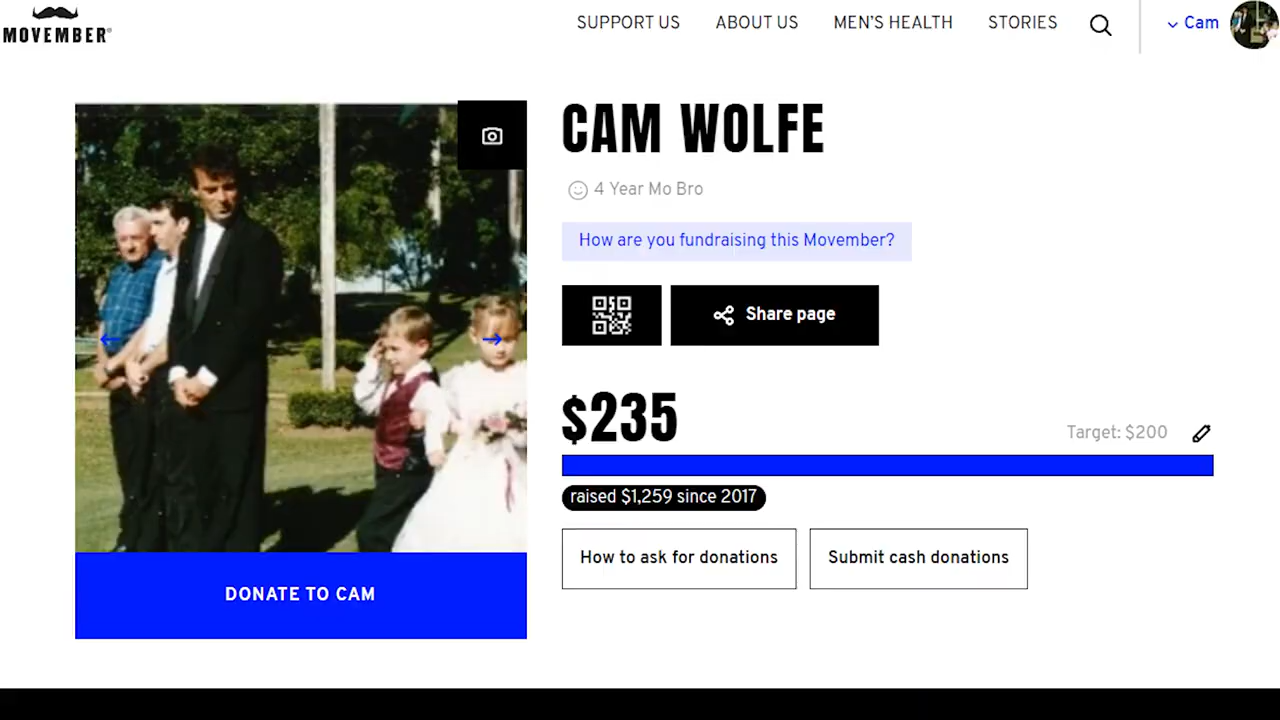 MOVEMBER®
SUPPORT US
ABOUT US
MEN'S HEALTH
STORIES
Cam
CAM WOLFE
4 Year Mo Bro
How are you fundraising this Movember?
Share page
$235
Target: $200
raised $1,259 since 2017
How to ask for donations
Submit cash donations
DONATE TO CAM